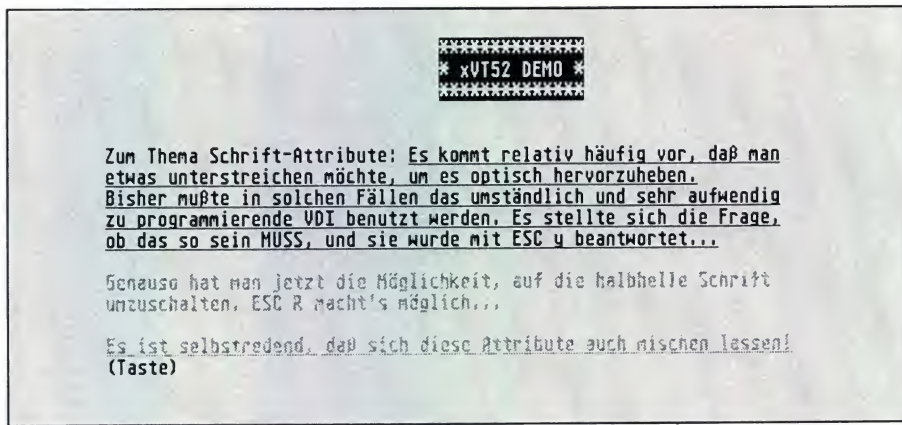 **************
* xVT52 DEMO *
**************
Zum Thema Schrift-Attribute: Es kommt relativ häufig vor, daß man
etwas unterstreichen möchte, um es optisch hervorzuheben.
Bisher mußte in solchen Fällen das umständlich und sehr aufwendig
zu programmierende VDI benutzt werden. Es stellte sich die Frage,
ob das so sein MUSS, und sie wurde mit ESC y beantwortet...
Genauso hat man jetzt die Möglichkeit, auf die halbhelle Schrift
umzuschalten. ESC R macht's möglich...
Es ist selbstredend, daß sich diese Attribute auch mischen lassen!
(Taste)